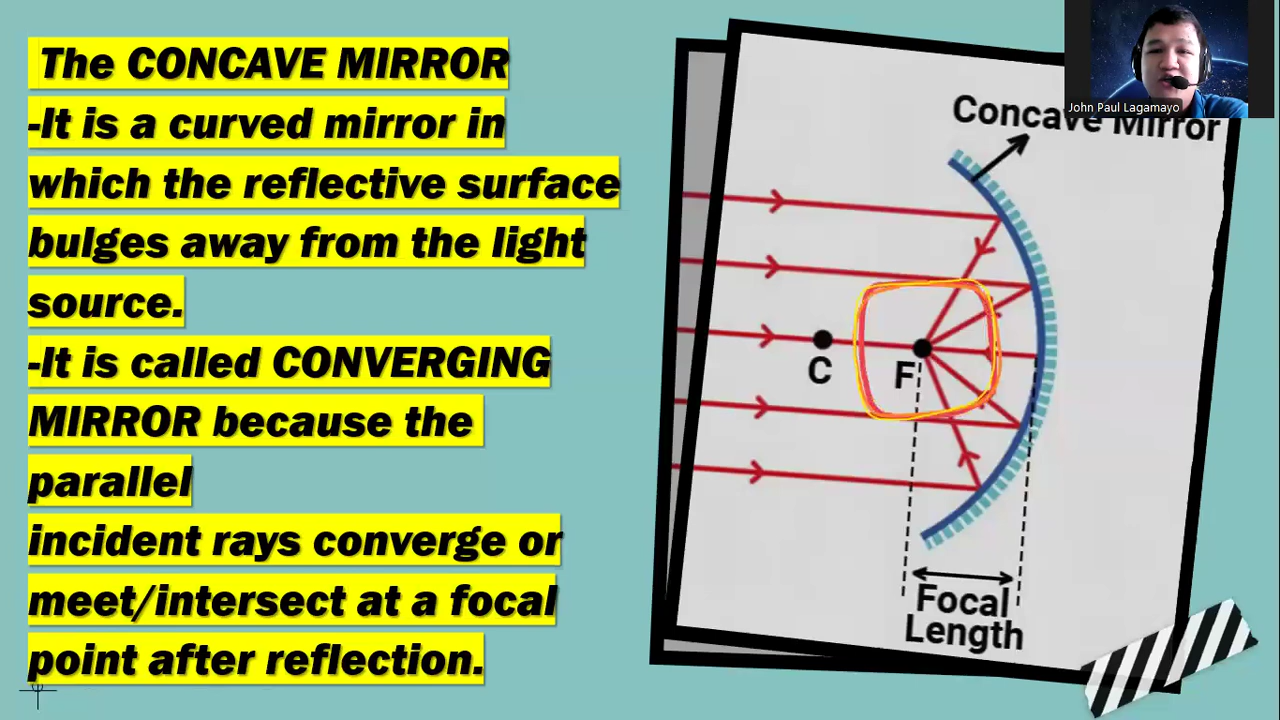 The CONCAVE MIRROR
-It is a curved mirror in
which the reflective surface
bulges away from the light
source.
-It is called CONVERGING
MIRROR because the
parallel
incident rays converge or
meet/intersect at a focal
point after reflection.
John Paul Lagamayo
Concave Mirror
C
F
Focal
Length